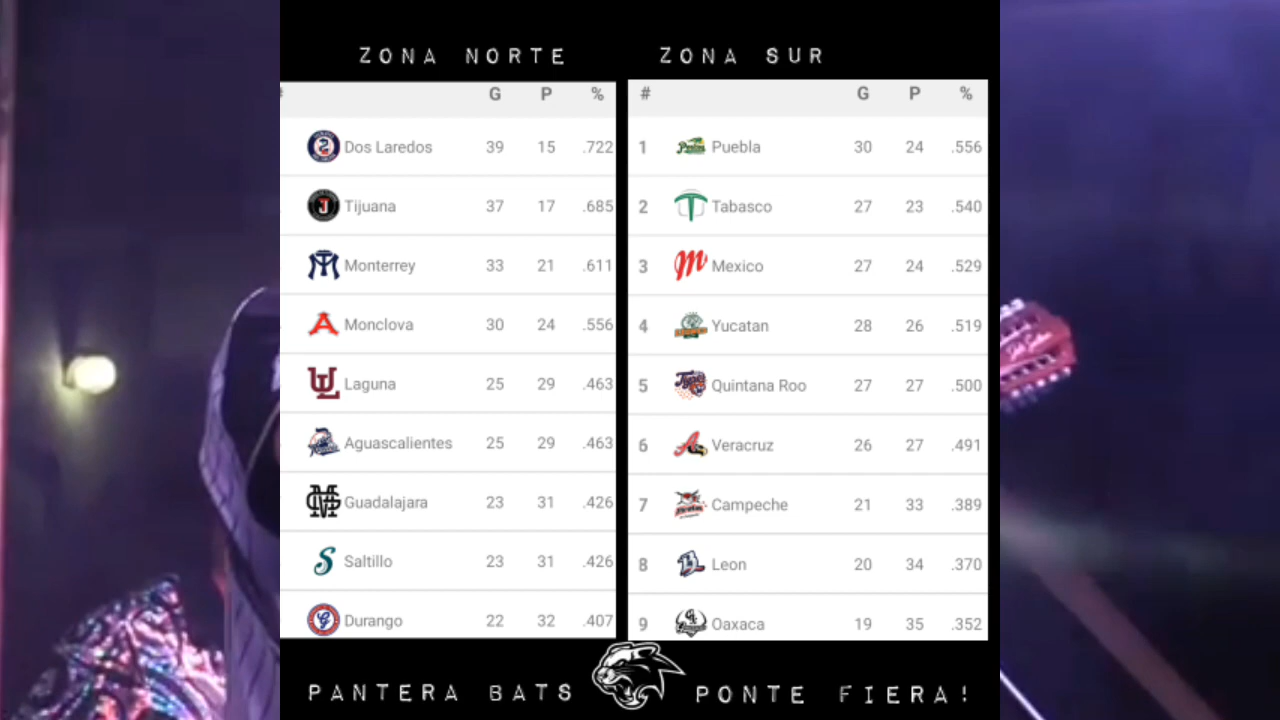 ZONA NORTE
G P %
Dos Laredos 39 15 .722
Tijuana 37 17 .685
Monterrey 33 21 .611
Monclova 30 24 .556
Laguna 25 29 .463
Aguascalientes 25 29 .463
Guadalajara 23 31 .426
Saltillo 23 31 .426
Durango 22 32 .407
ZONA SUR
# G P %
1 Puebla 30 24 .556
2 Tabasco 27 23 .540
3 Mexico 27 24 .529
4 Yucatan 28 26 .519
5 Quintana Roo 27 27 .500
6 Veracruz 26 27 .491
7 Campeche 21 33 .389
8 Leon 20 34 .370
9 Oaxaca 19 35 .352
PANTERA BATS PONTE FIERA!